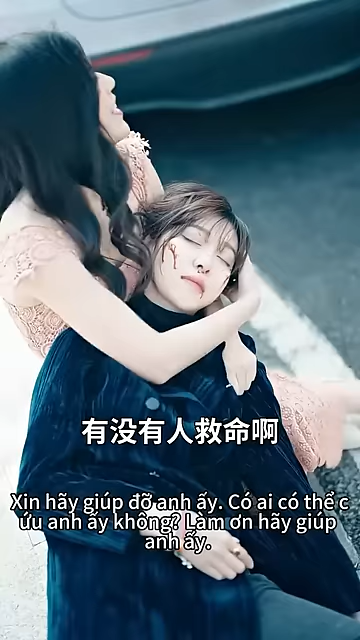 有没有人救命啊
Xin hãy giúp đỡ anh ấy. Có ai có thể c
ứu anh ấy không? Làm ơn hãy giúp
anh ấy.